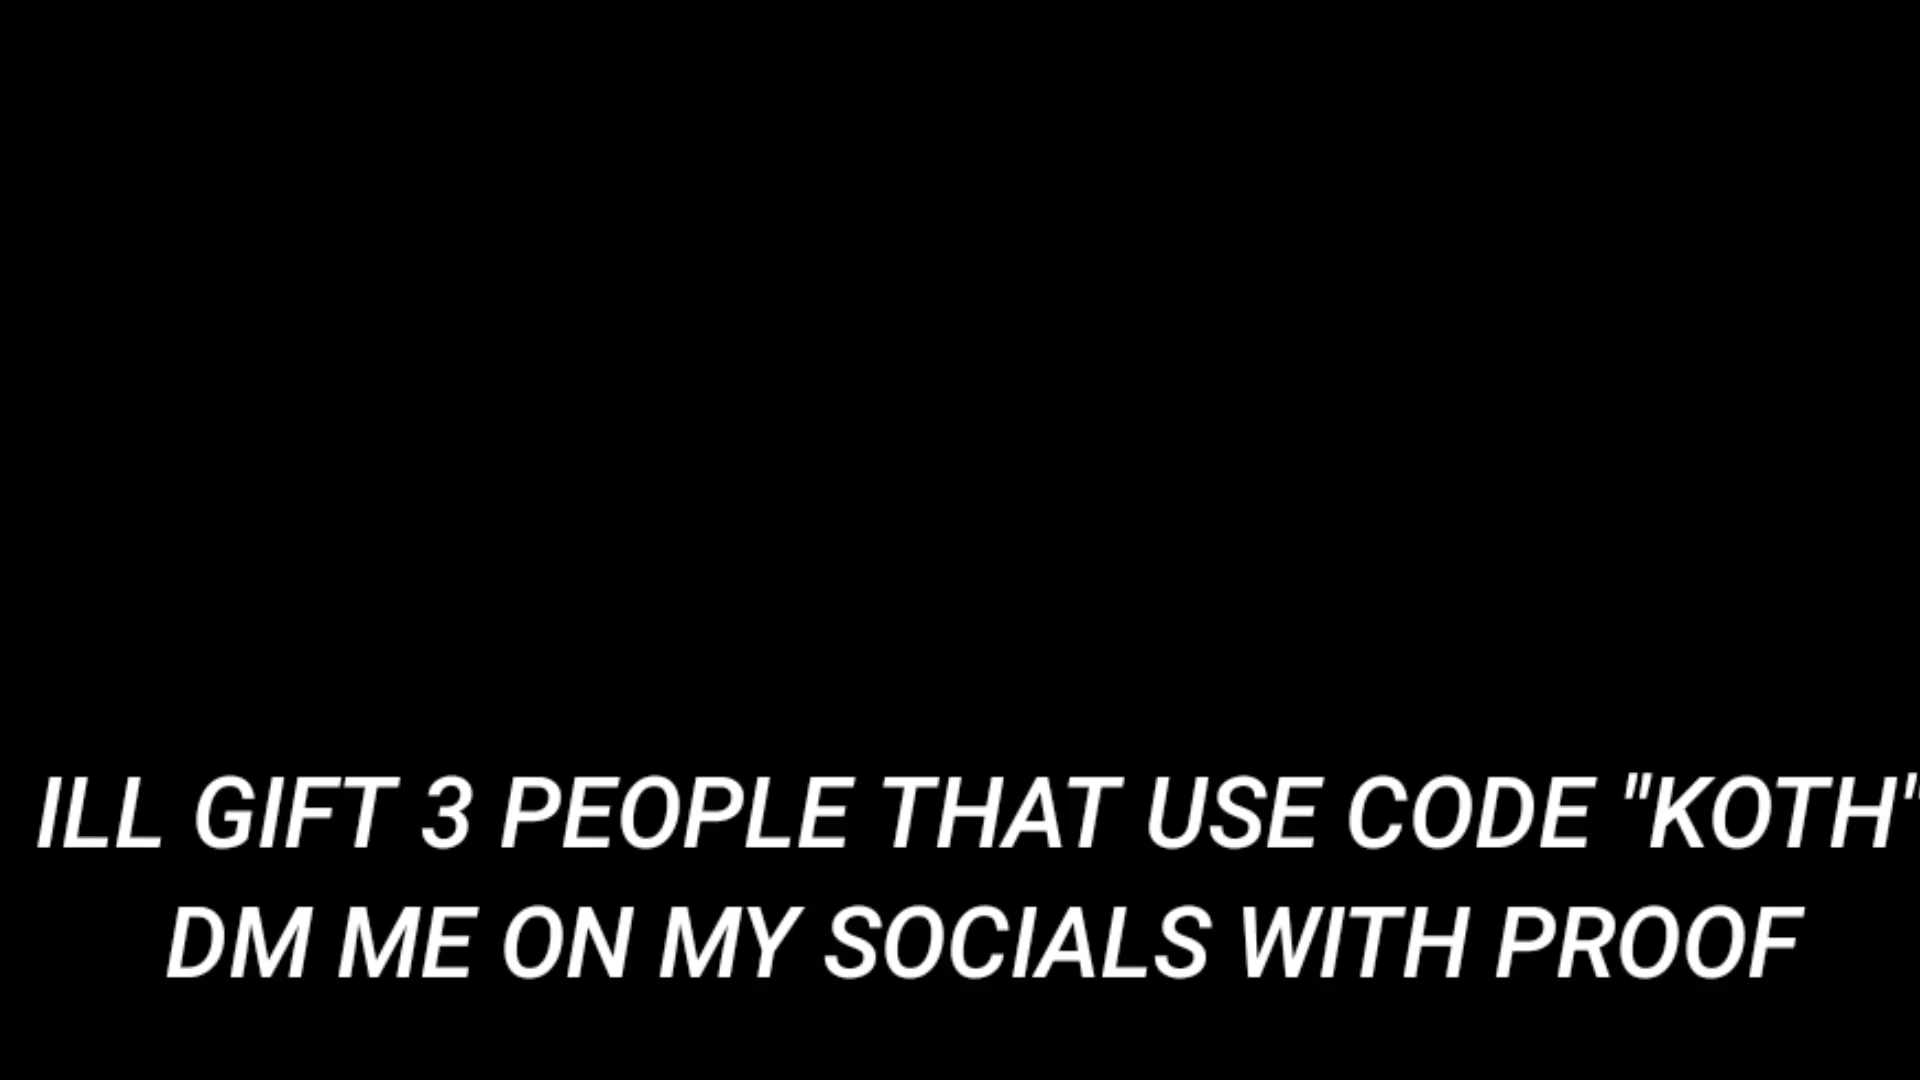 ILL GIFT 3 PEOPLE THAT USE CODE "KOTH"
DM ME ON MY SOCIALS WITH PROOF